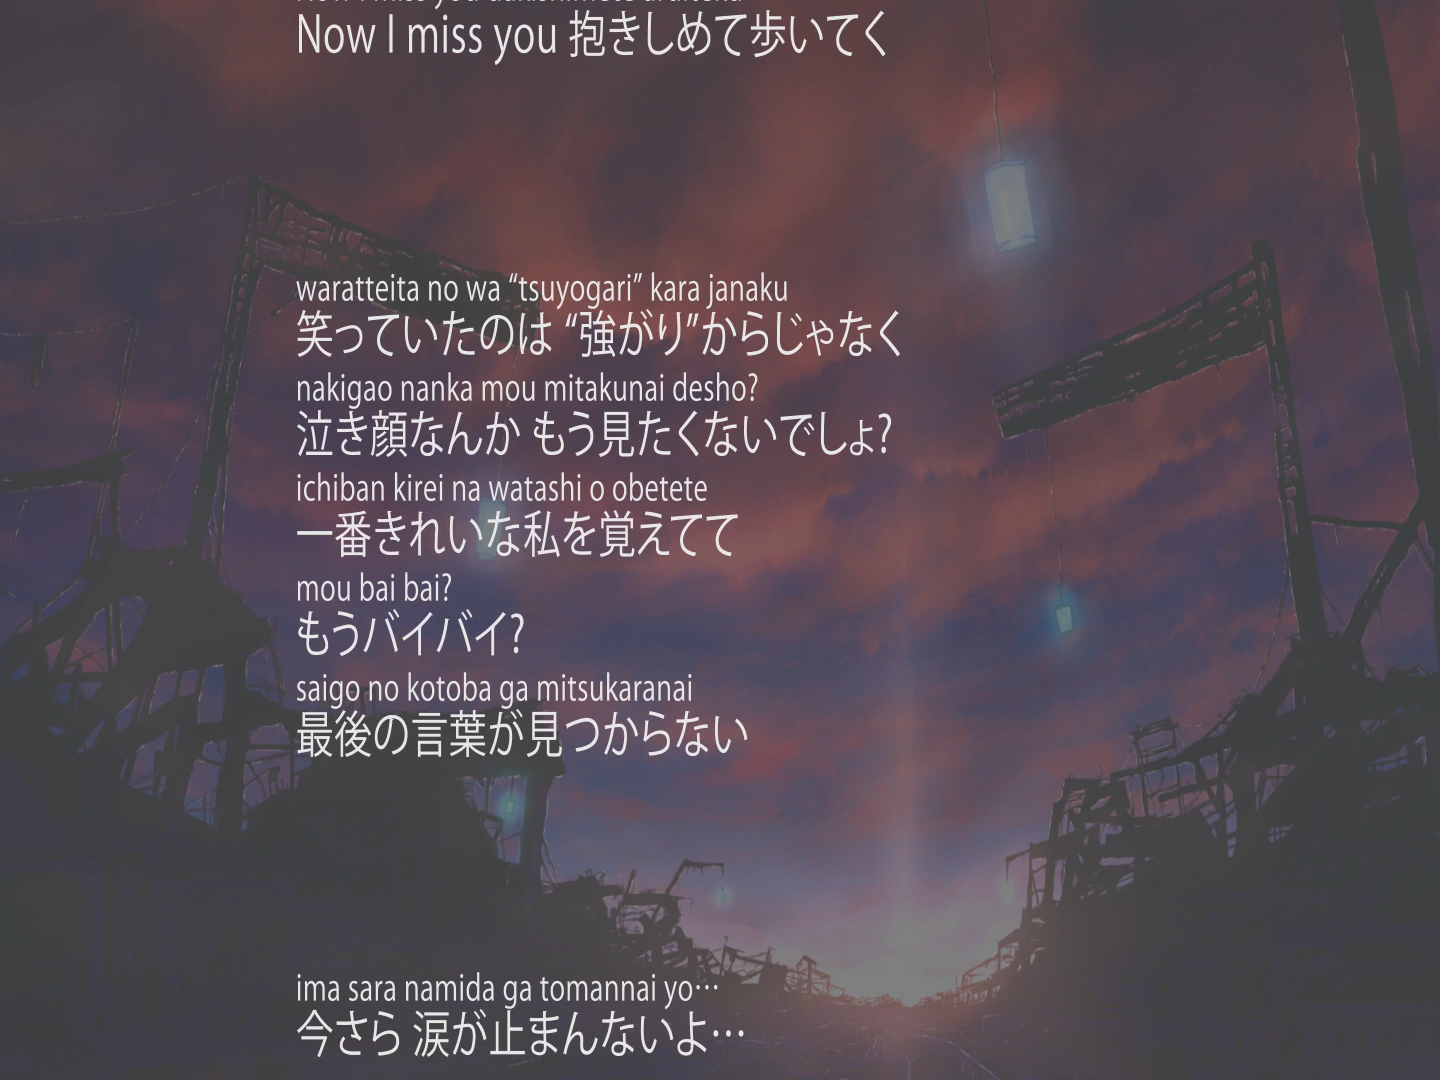 Now I miss you dakishimete aruiteku
Now I miss you 抱きしめて歩いてく
waratteita no wa “tsuyogari” kara janaku
笑っていたのは “強がり”からじゃなく
nakigao nanka mou mitakunai desho?
泣き顔なんか もう見たくないでしょ?
ichiban kirei na watashi o obetete
一番きれいな私を覚えてて
mou bai bai?
もうバイバイ?
saigo no kotoba ga mitsukaranai
最後の言葉が見つからない
ima sara namida ga tomannai yo…
今さら 涙が止まんないよ…